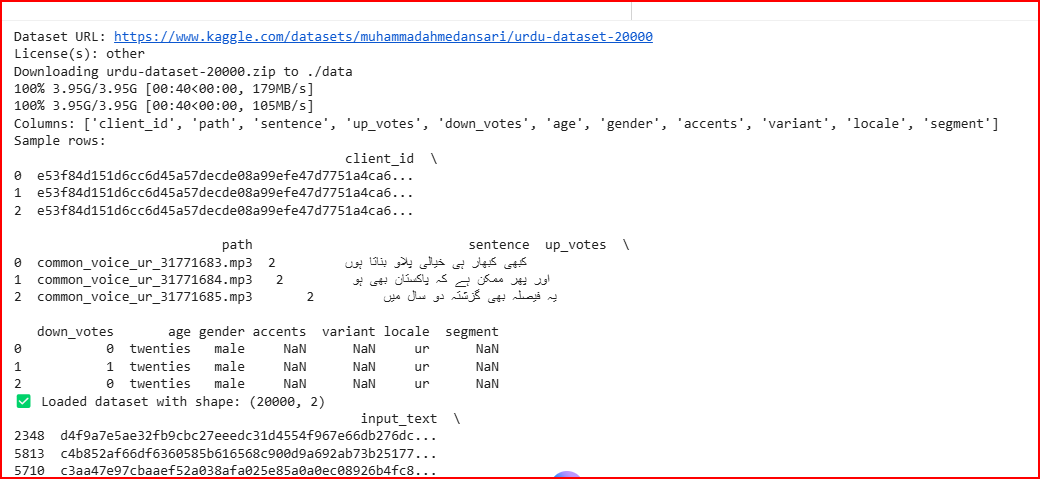 Dataset URL: https://www.kaggle.com/datasets/muhammadahmedansari/urdu-dataset-20000
License(s): other
Downloading urdu-dataset-20000.zip to ./data
100% 3.95G/3.95G [00:40<00:00, 179MB/s]
100% 3.95G/3.95G [00:40<00:00, 105MB/s]
Columns: ['client_id', 'path', 'sentence', 'up_votes', 'down_votes', 'age', 'gender', 'accents', 'variant', 'locale', 'segment']
Sample rows:
client_id \
0 e53f84d151d6cc6d45a57decde08a99efe47d7751a4ca6...
1 e53f84d151d6cc6d45a57decde08a99efe47d7751a4ca6...
2 e53f84d151d6cc6d45a57decde08a99efe47d7751a4ca6...
path sentence up_votes \
0 common_voice_ur_31771683.mp3 2 کبھی کبھار ہی خیالی پلاو بناتا ہوں
1 common_voice_ur_31771684.mp3 2 اور پھر ممکن ہے کہ پاکستان بھی ہو
2 common_voice_ur_31771685.mp3 2 یہ فیصلہ بھی گزشتہ دو سال میں
down_votes age gender accents variant locale segment
0 0 twenties male NaN NaN ur NaN
1 1 twenties male NaN NaN ur NaN
2 0 twenties male NaN NaN ur NaN
✅ Loaded dataset with shape: (20000, 2)
input_text \
2348 d4f9a7e5ae32fb9cbc27eeedc31d4554f967e66db276dc...
5813 c4b852af66df6360585b616568c900d9a692ab73b25177...
5710 c3aa47e97cbaaef52a038afa025e85a0a0ec08926b4fc8...